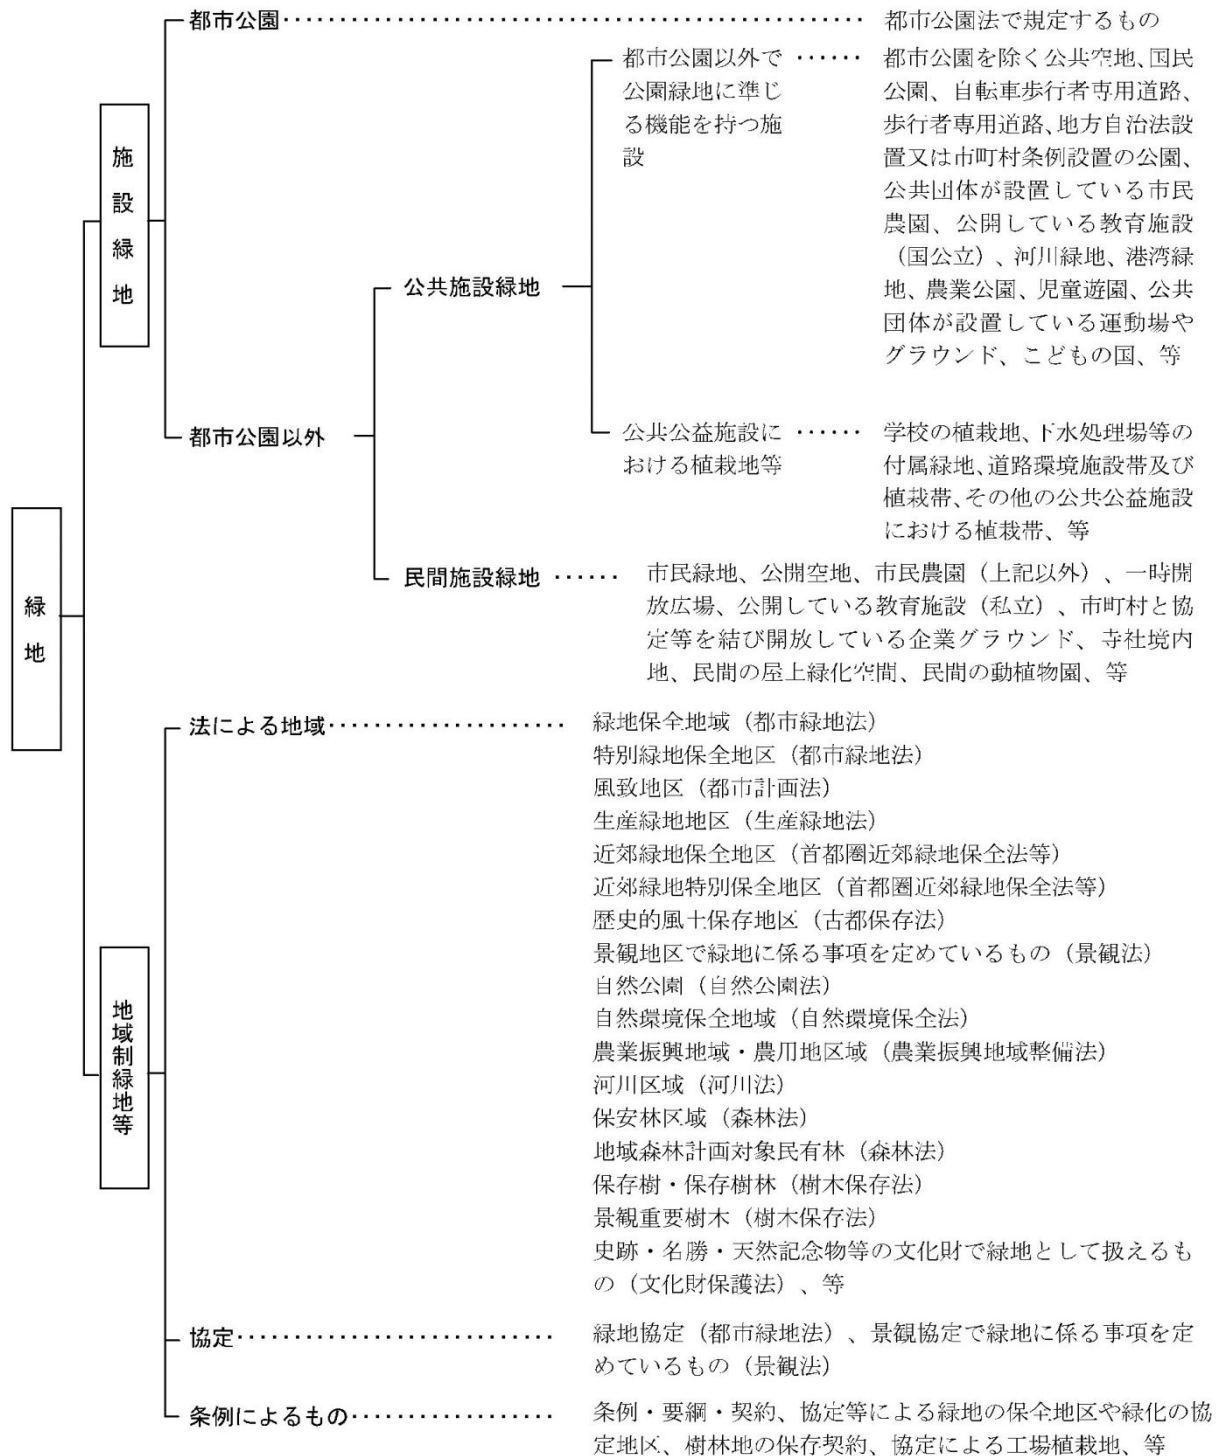 都市公園 ‥‥‥‥‥‥‥‥‥‥‥‥‥‥‥‥‥‥‥‥ 都市公園法で規定するもの
都市公園以外で ‥‥‥
公園緑地に準じ
る機能を持つ施
設
都市公園を除く公共空地、国民
公園、自転車歩行者専用道路、
歩行者専用道路、地方自治法設
置又は市町村条例設置の公園、
公共団体が設置している市民
農園、公開している教育施設
（国公立）、河川緑地、港湾緑
地、農業公園、児童遊園、公共
団体が設置している運動場や
グラウンド、こどもの国、等
施設緑地
公共施設緑地
都市公園以外
公共公益施設に ‥‥‥
おける植栽地等
学校の植栽地、下水処理場等の
付属緑地、道路環境施設帯及び
植栽帯、その他の公共公益施設
における植栽帯、等
民間施設緑地 ‥‥‥
市民緑地、公開空地、市民農園（上記以外）、一時開
放広場、公開している教育施設（私立）、市町村と協
定等を結び開放している企業グラウンド、寺社境内
地、民間の屋上緑化空間、民間の動植物園、等
緑地
法による地域 ‥‥‥‥‥‥‥‥‥
緑地保全地域（都市緑地法）
特別緑地保全地区（都市緑地法）
風致地区（都市計画法）
生産緑地地区（生産緑地法）
近郊緑地保全地区（首都圏近郊緑地保全法等）
近郊緑地特別保全地区（首都圏近郊緑地保全法等）
歴史的風土保存地区（古都保存法）
景観地区で緑地に係る事項を定めているもの（景観法）
自然公園（自然公園法）
自然環境保全地域（自然環境保全法）
農業振興地域・農用地区域（農業振興地域整備法）
河川区域（河川法）
保安林区域（森林法）
地域森林計画対象民有林（森林法）
保存樹・保存樹林（樹木保存法）
景観重要樹木（樹木保存法）
史跡・名勝・天然記念物等の文化財で緑地として扱えるも
の（文化財保護法）、等
地域制緑地等
協定 ‥‥‥‥‥‥‥‥‥‥‥‥
緑地協定（都市緑地法）、景観協定で緑地に係る事項を定
めているもの（景観法）
条例によるもの ‥‥‥‥‥‥‥‥
条例・要綱・契約、協定等による緑地の保全地区や緑化の協
定地区、樹林地の保存契約、協定による工場植栽地、等